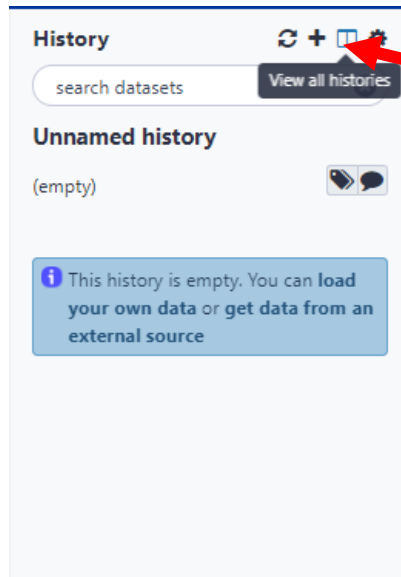 History
search datasets
View all histories
Unnamed history
(empty)
This history is empty. You can load
your own data or get data from an
external source